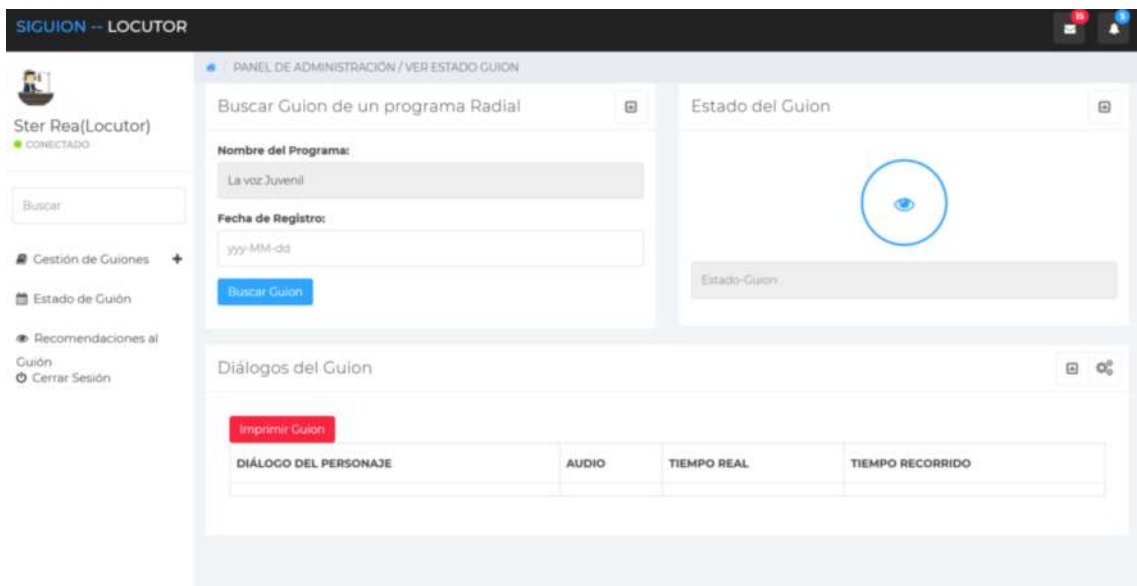 SIGUION -- LOCUTOR
15
5
Ster Rea(Locutor)
CONECTADO
Buscar
Gestión de Guiones
Estado de Guión
Recomendaciones al
Guión
Cerrar Sesión
/ PANEL DE ADMINISTRACIÓN / VER ESTADO GUION
Buscar Guion de un programa Radial
Nombre del Programa:
La voz Juvenil
Fecha de Registro:
yyy-MM-dd
Buscar Guion
Estado del Guion
Estado-Guion
Diálogos del Guion
Imprimir Guion
DIÁLOGO DEL PERSONAJE AUDIO TIEMPO REAL TIEMPO RECORRIDO